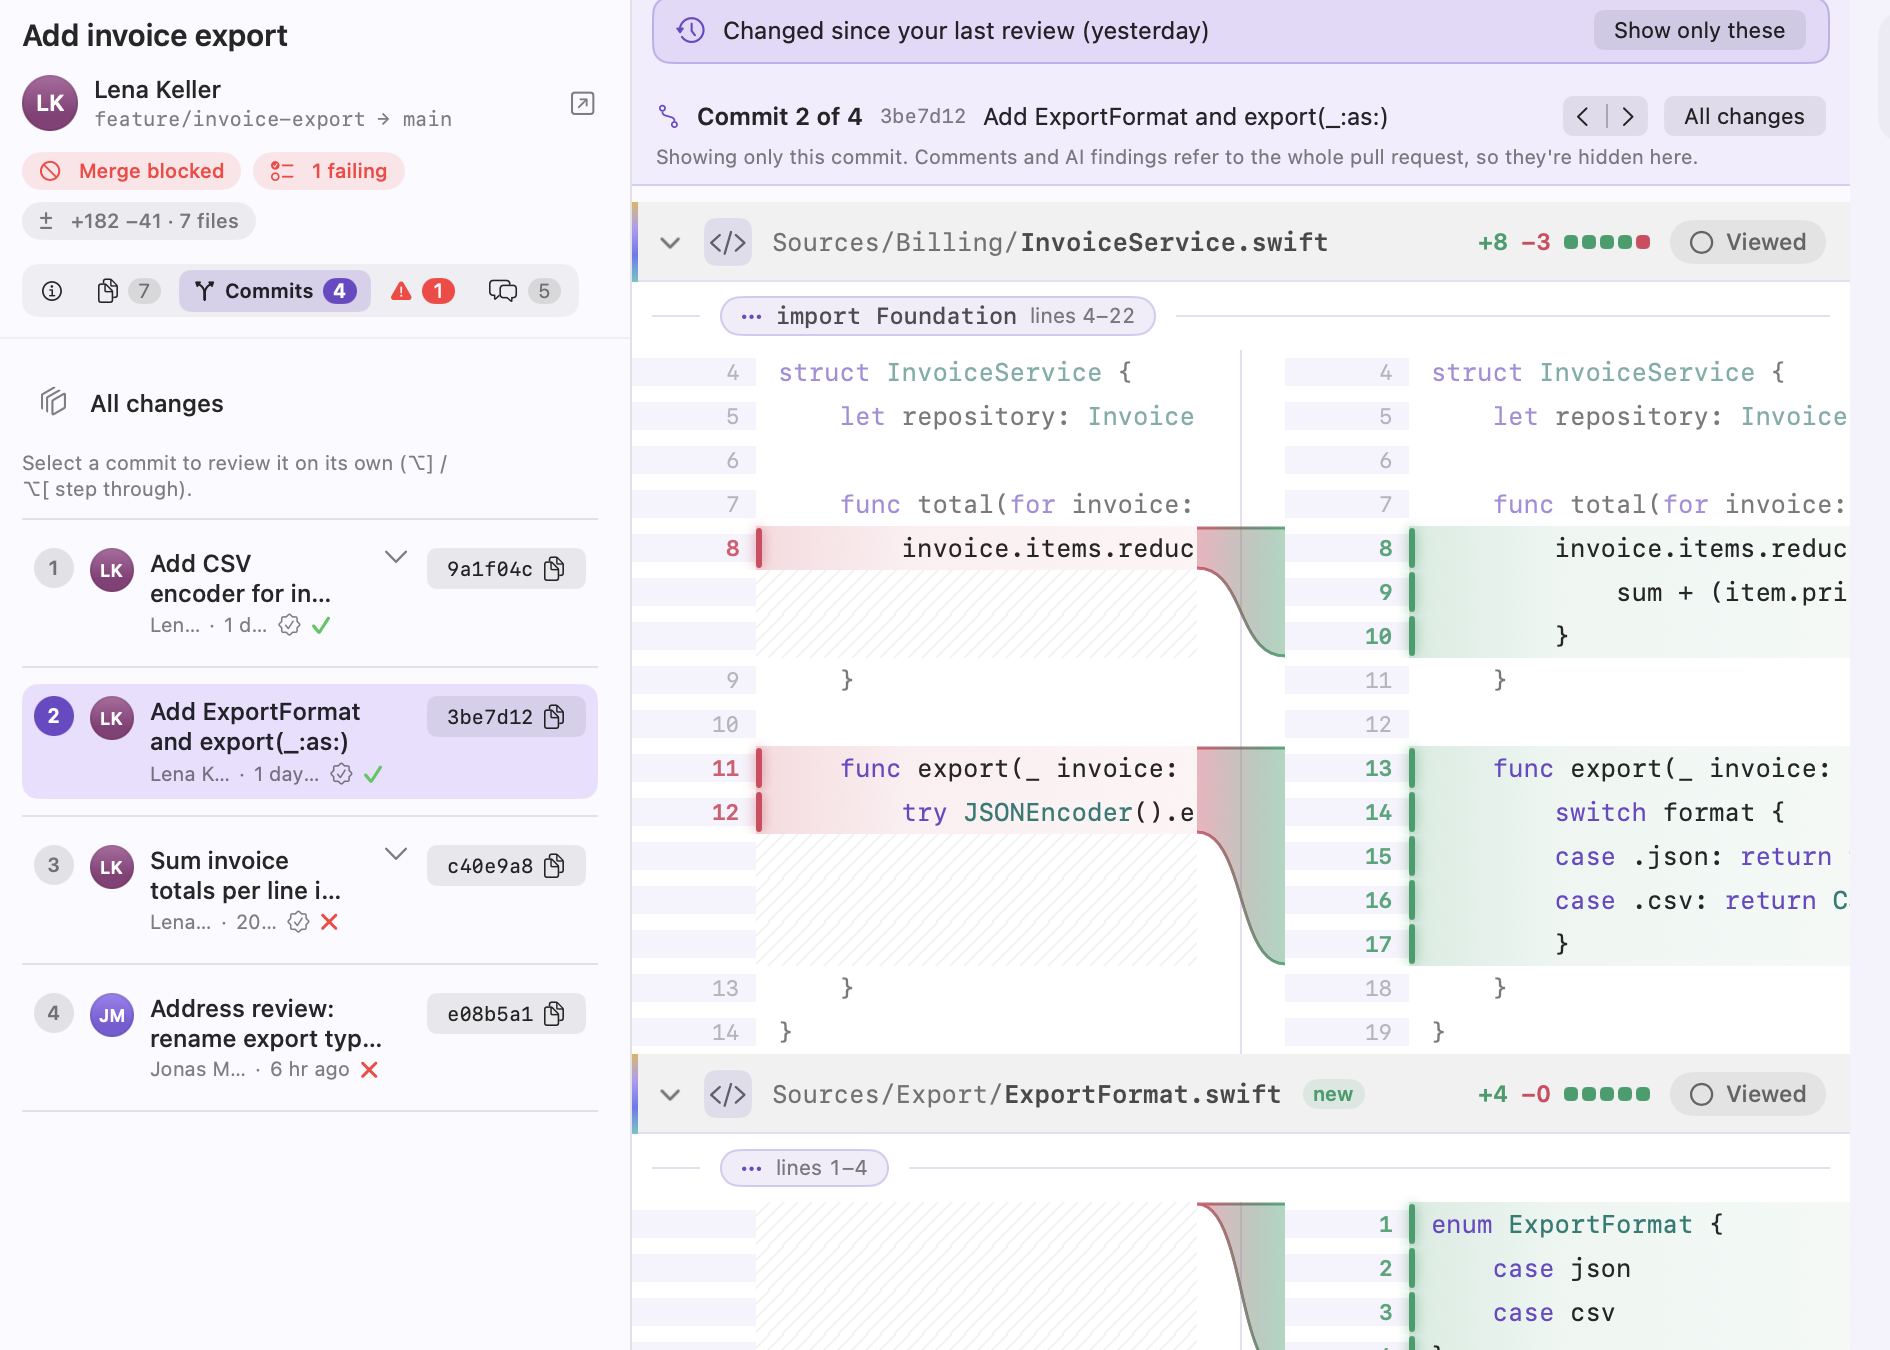 Add invoice export
LK
Lena Keller
feature/invoice-export → main
Merge blocked
1 failing
± +182 −41 · 7 files
7
Commits 4
1
5
All changes
Select a commit to review it on its own (⌥] /
⌥[ step through).
1
LK
Add CSV
encoder for in...
9a1f04c
Len... · 1 d...
2
LK
Add ExportFormat
and export(_:as:)
3be7d12
Lena K... · 1 day...
3
LK
Sum invoice
totals per line i...
c40e9a8
Lena... · 20...
4
JM
Address review:
rename export typ...
e08b5a1
Jonas M... · 6 hr ago
Changed since your last review (yesterday)
Show only these
Commit 2 of 4 3be7d12 Add ExportFormat and export(_:as:)
All changes
Showing only this commit. Comments and AI findings refer to the whole pull request, so they're hidden here.
</> Sources/Billing/InvoiceService.swift
+8 −3
Viewed
··· import Foundation lines 4–22
4 struct InvoiceService {
5 let repository: Invoice
6
7 func total(for invoice:
8 invoice.items.reduc
9 }
10
11 func export(_ invoice:
12 try JSONEncoder().e
13 }
14 }
4 struct InvoiceService {
5 let repository: Invoice
6
7 func total(for invoice:
8 invoice.items.reduc
9 sum + (item.pri
10 }
11 }
12
13 func export(_ invoice:
14 switch format {
15 case .json: return
16 case .csv: return C
17 }
18 }
19 }
</> Sources/Export/ExportFormat.swift new
+4 −0
Viewed
··· lines 1–4
1 enum ExportFormat {
2 case json
3 case csv